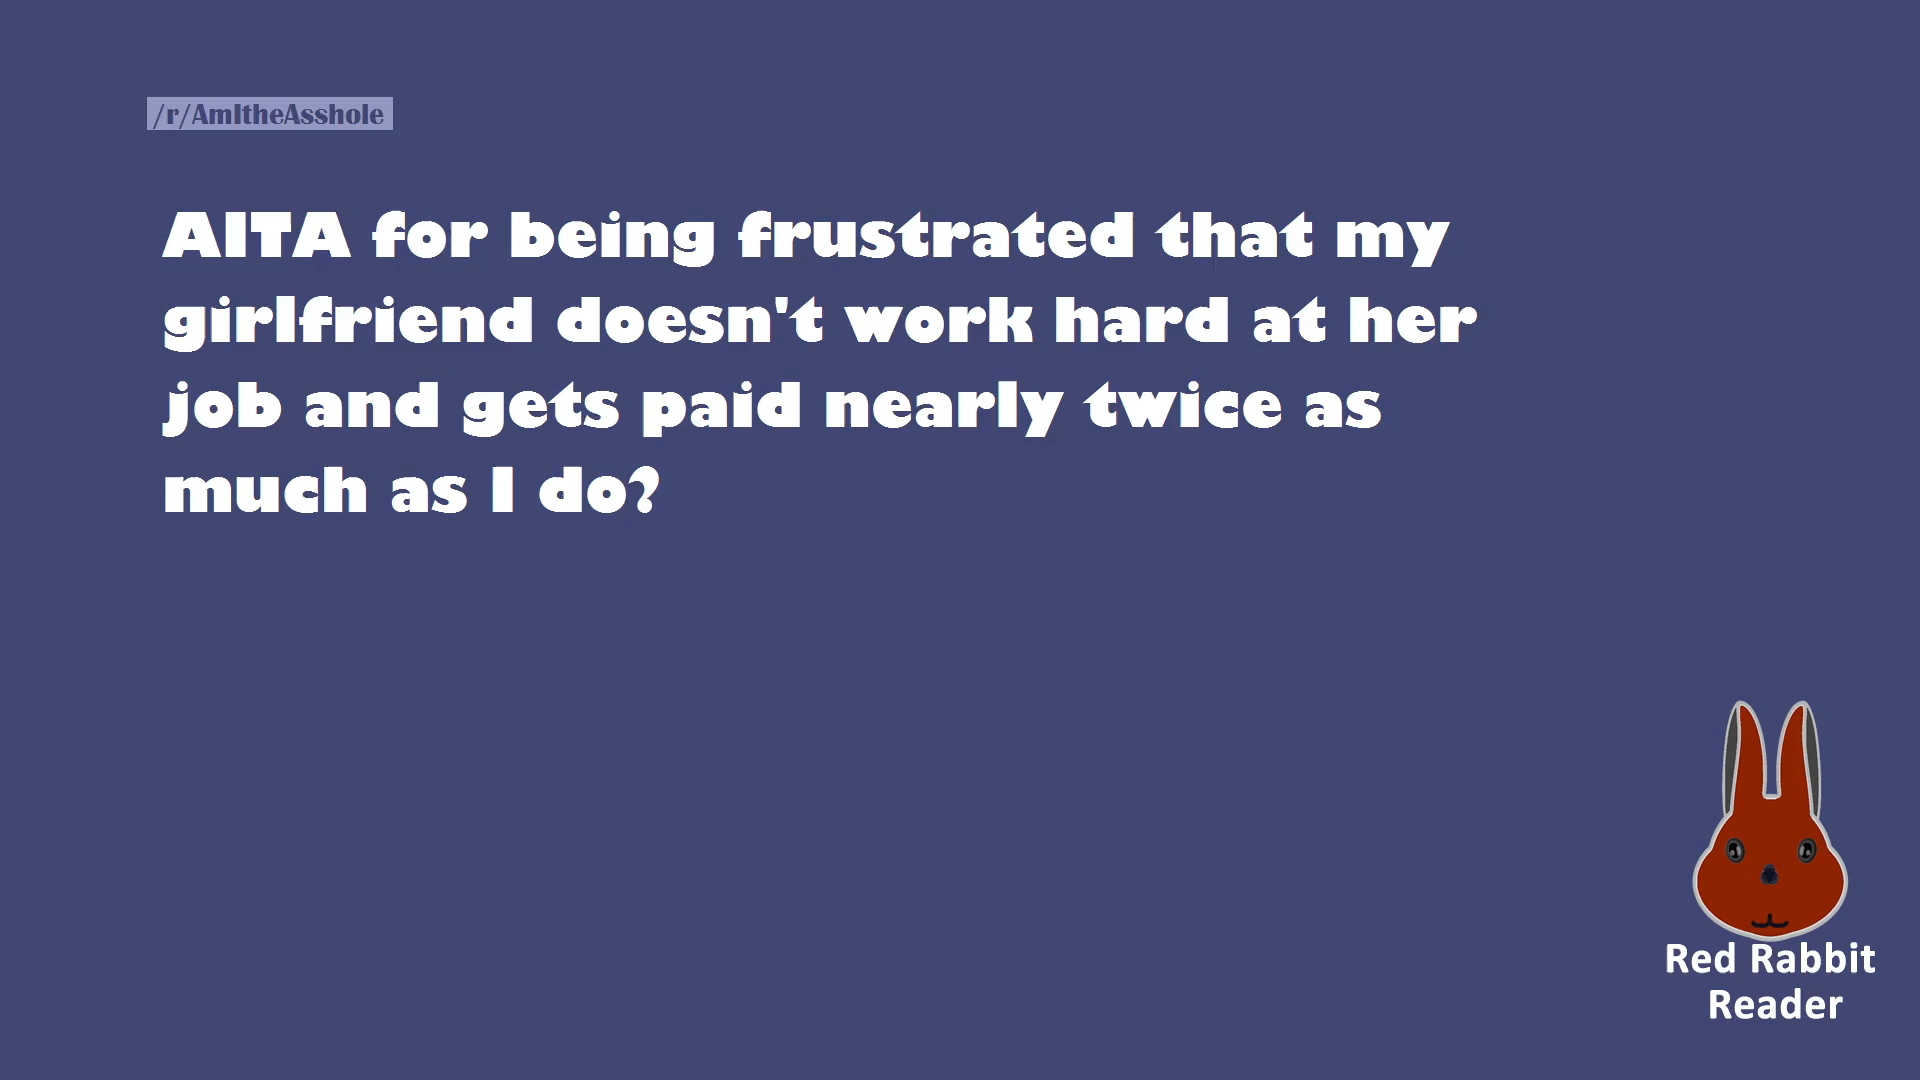 /r/AmItheAsshole
AITA for being frustrated that my
girlfriend doesn't work hard at her
job and gets paid nearly twice as
much as I do?
Red Rabbit
Reader